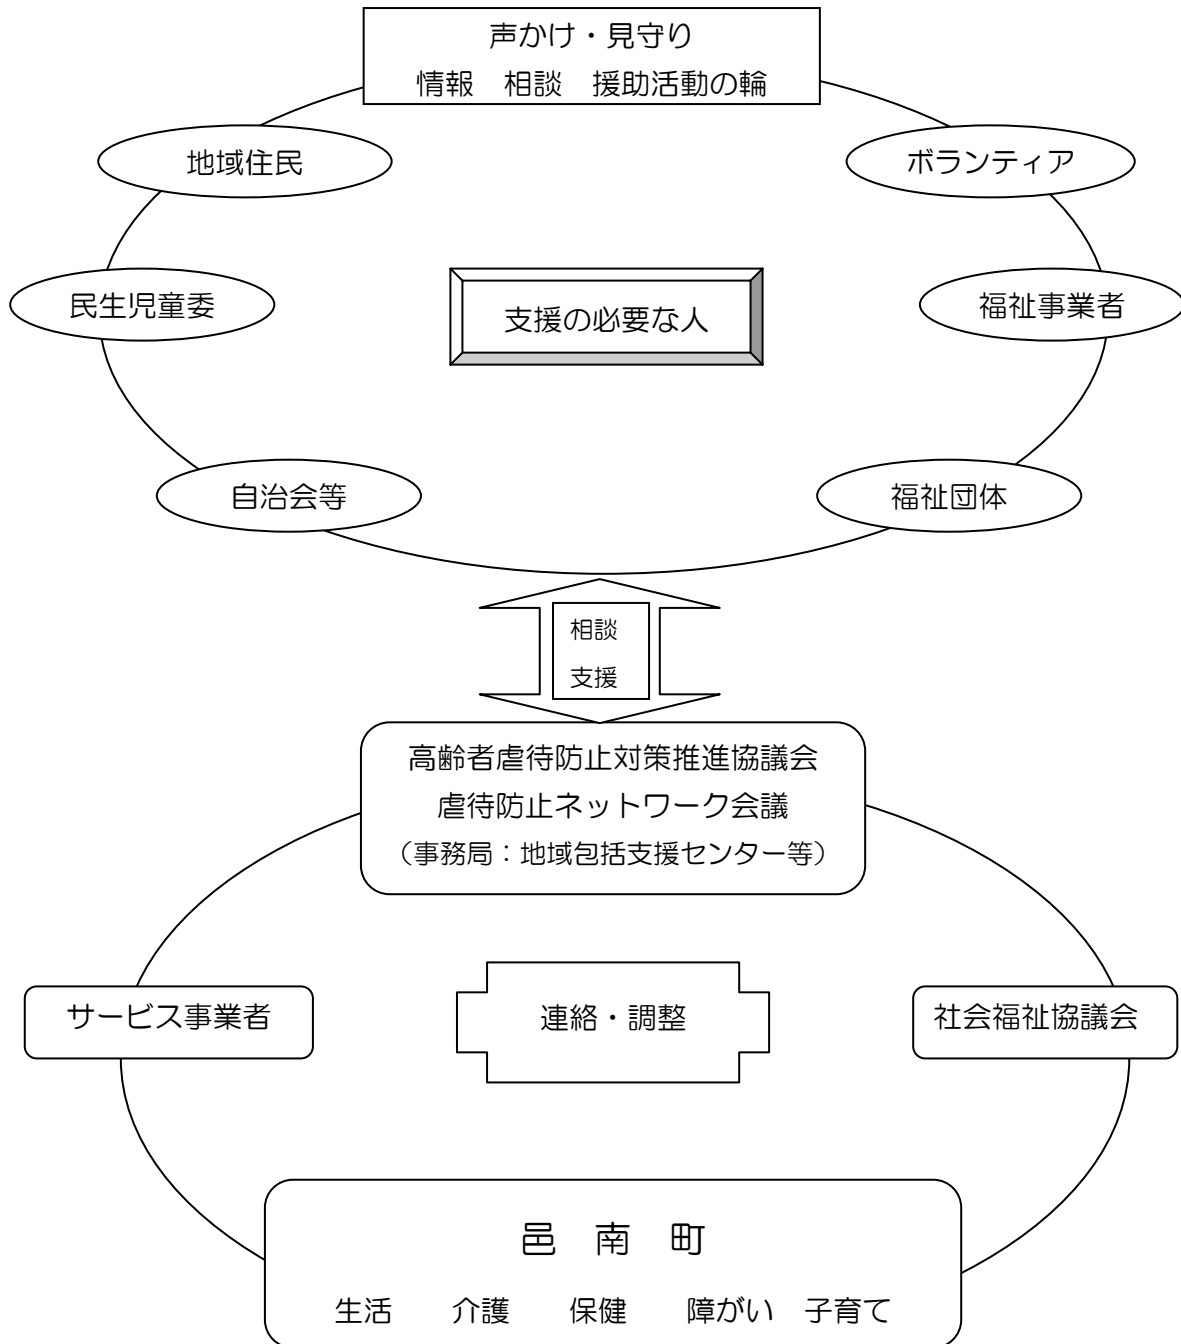 声かけ・見守り
情報　相談　援助活動の輪
地域住民
ボランティア
民生児童委
支援の必要な人
福祉事業者
自治会等
福祉団体
相談
支援
高齢者虐待防止対策推進協議会
虐待防止ネットワーク会議
（事務局：地域包括支援センター等）
サービス事業者
連絡・調整
社会福祉協議会
邑　南　町
生活　　介護　　保健　　障がい　子育て